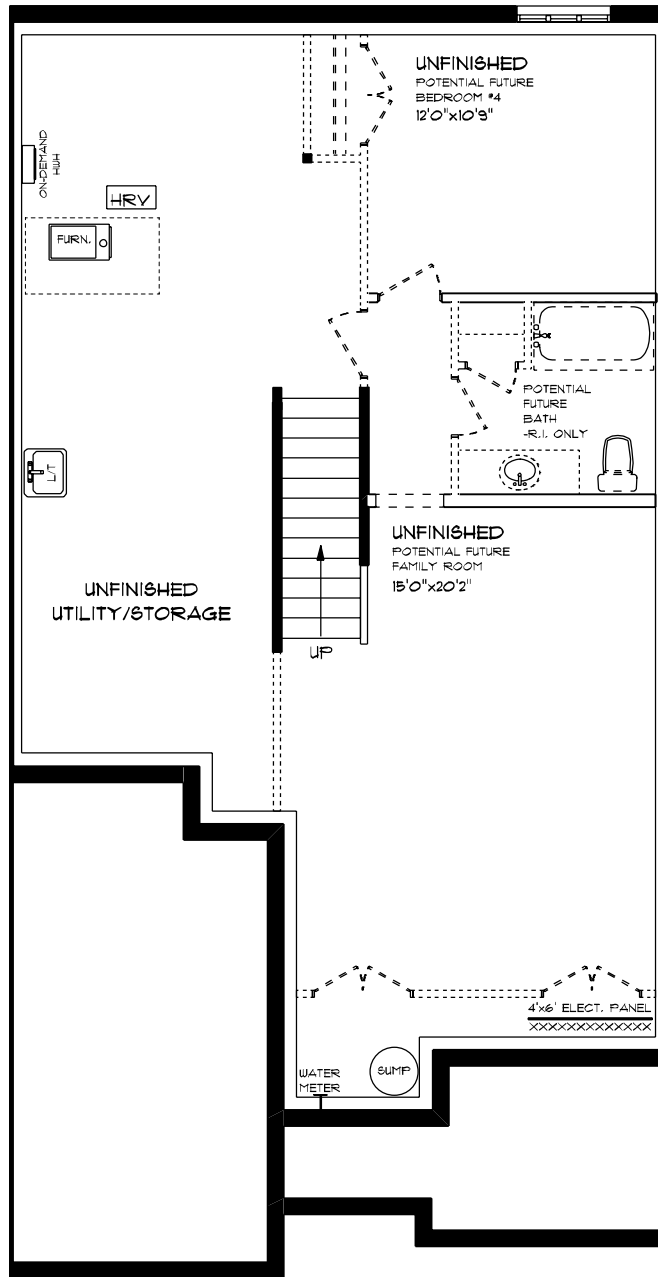 UNFINISHED
POTENTIAL FUTURE
BEDROOM #4
12'0"x10'9"
ON-DEMAND
HWH
HRV
FURN.
POTENTIAL
FUTURE
BATH
-R.I. ONLY
L/T
UNFINISHED
POTENTIAL FUTURE
FAMILY ROOM
15'0"x20'2"
UNFINISHED
UTILITY/STORAGE
UP
4'x6' ELECT. PANEL
WATER
METER
SUMP